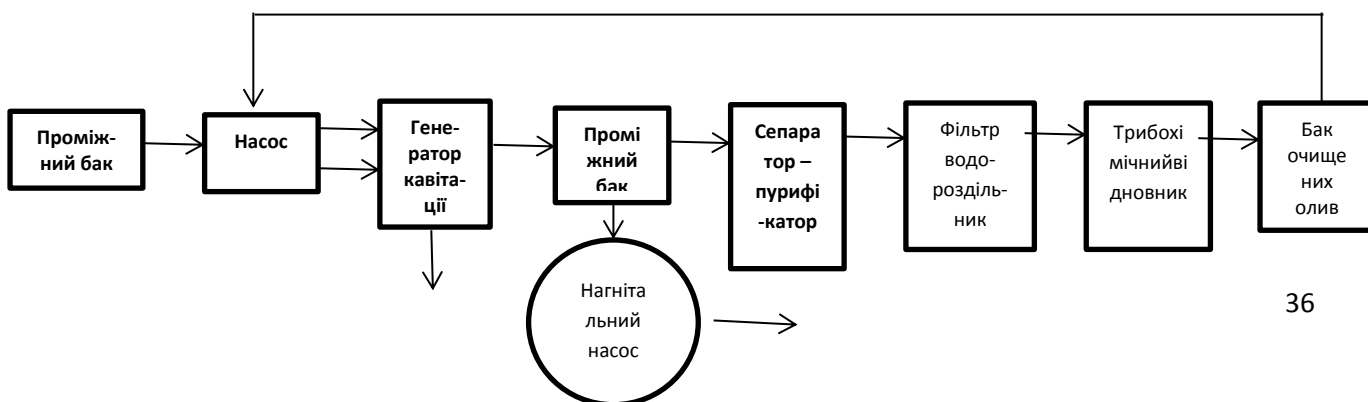 Проміж-
ний бак
Насос
Гене-
ратор
кавіта-
ції
Промі
жний
бак
Сепара
тор –
пурифі
-катор
Фільтр
водо-
розділь-
ник
Трибохі
мічнийві
дновник
Бак
очище
них
олив
Нагніта
льний
насос
36